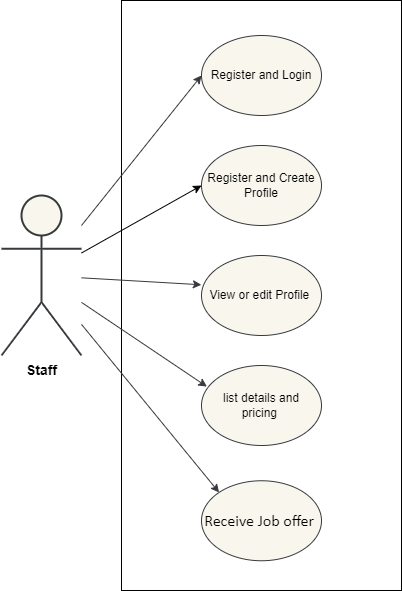 Register and Login
Register and Create
Profile
View or edit Profile
Staff
list details and
pricing
Receive Job offer